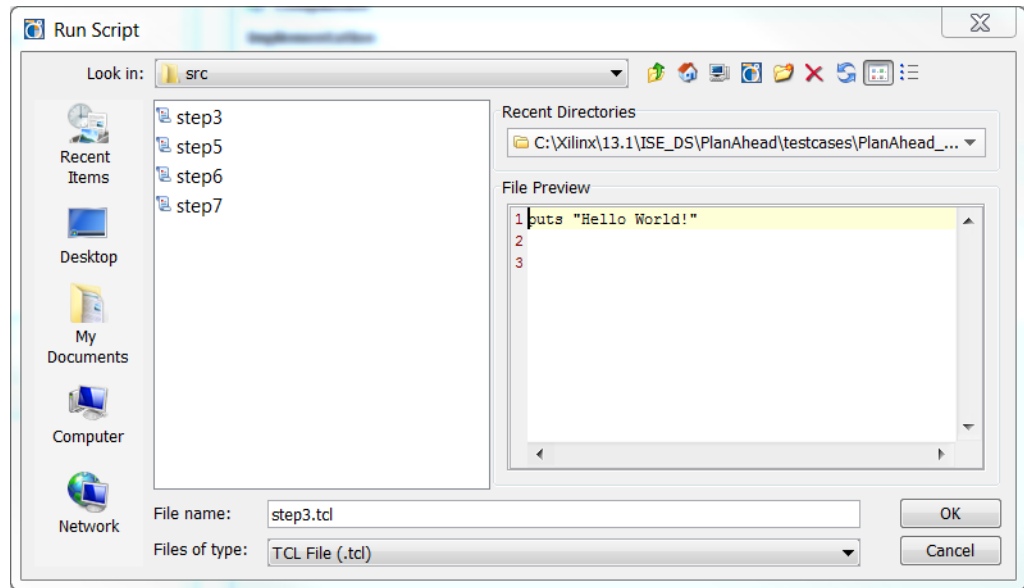 Run Script
Look in:
src
Recent
Items
Desktop
My
Documents
Computer
Network
step3
step5
step6
step7
Recent Directories
C:\Xilinx\13.1\ISE_DS\PlanAhead\testcases\PlanAhead_...
File Preview
1 puts "Hello World!"
2
3
File name:
step3.tcl
OK
Files of type:
TCL File (.tcl)
Cancel